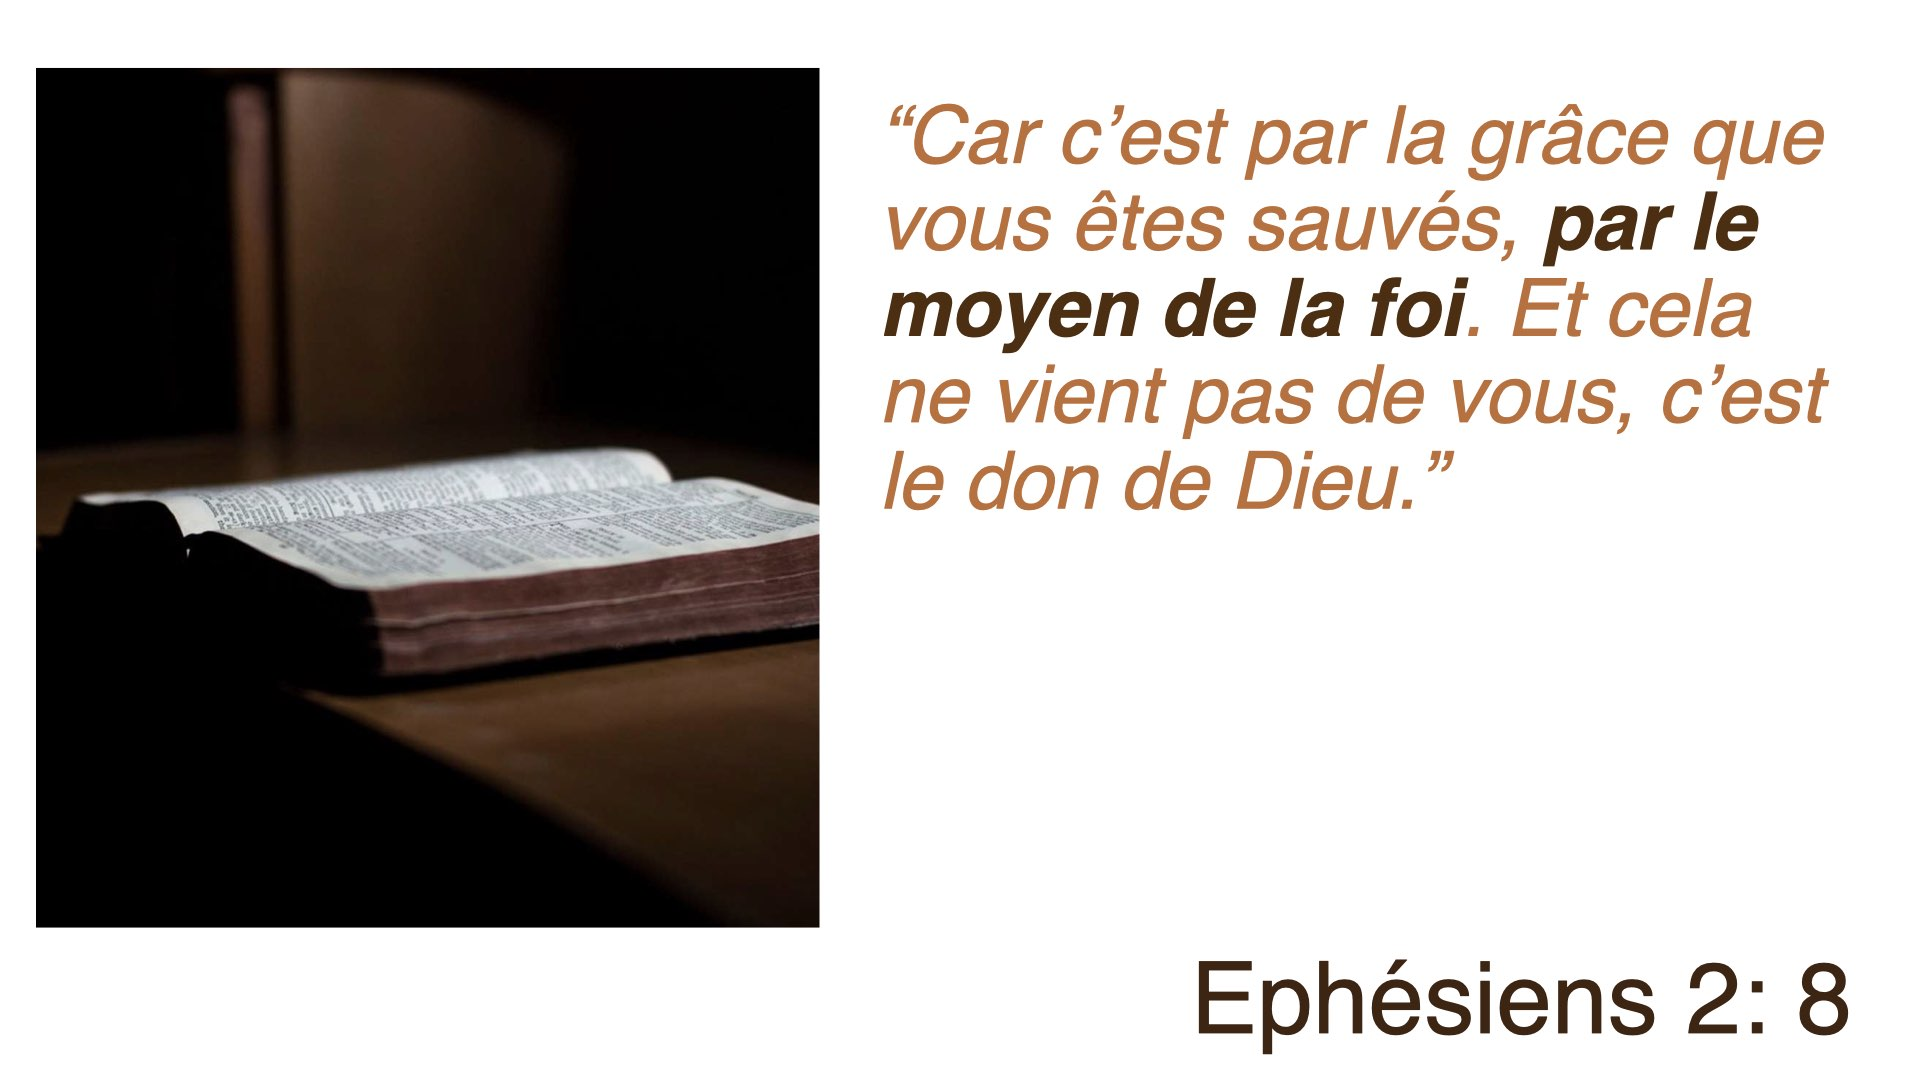 “Car c’est par la grâce que
vous êtes sauvés, par le
moyen de la foi. Et cela
ne vient pas de vous, c’est
le don de Dieu.”
Ephésiens 2: 8